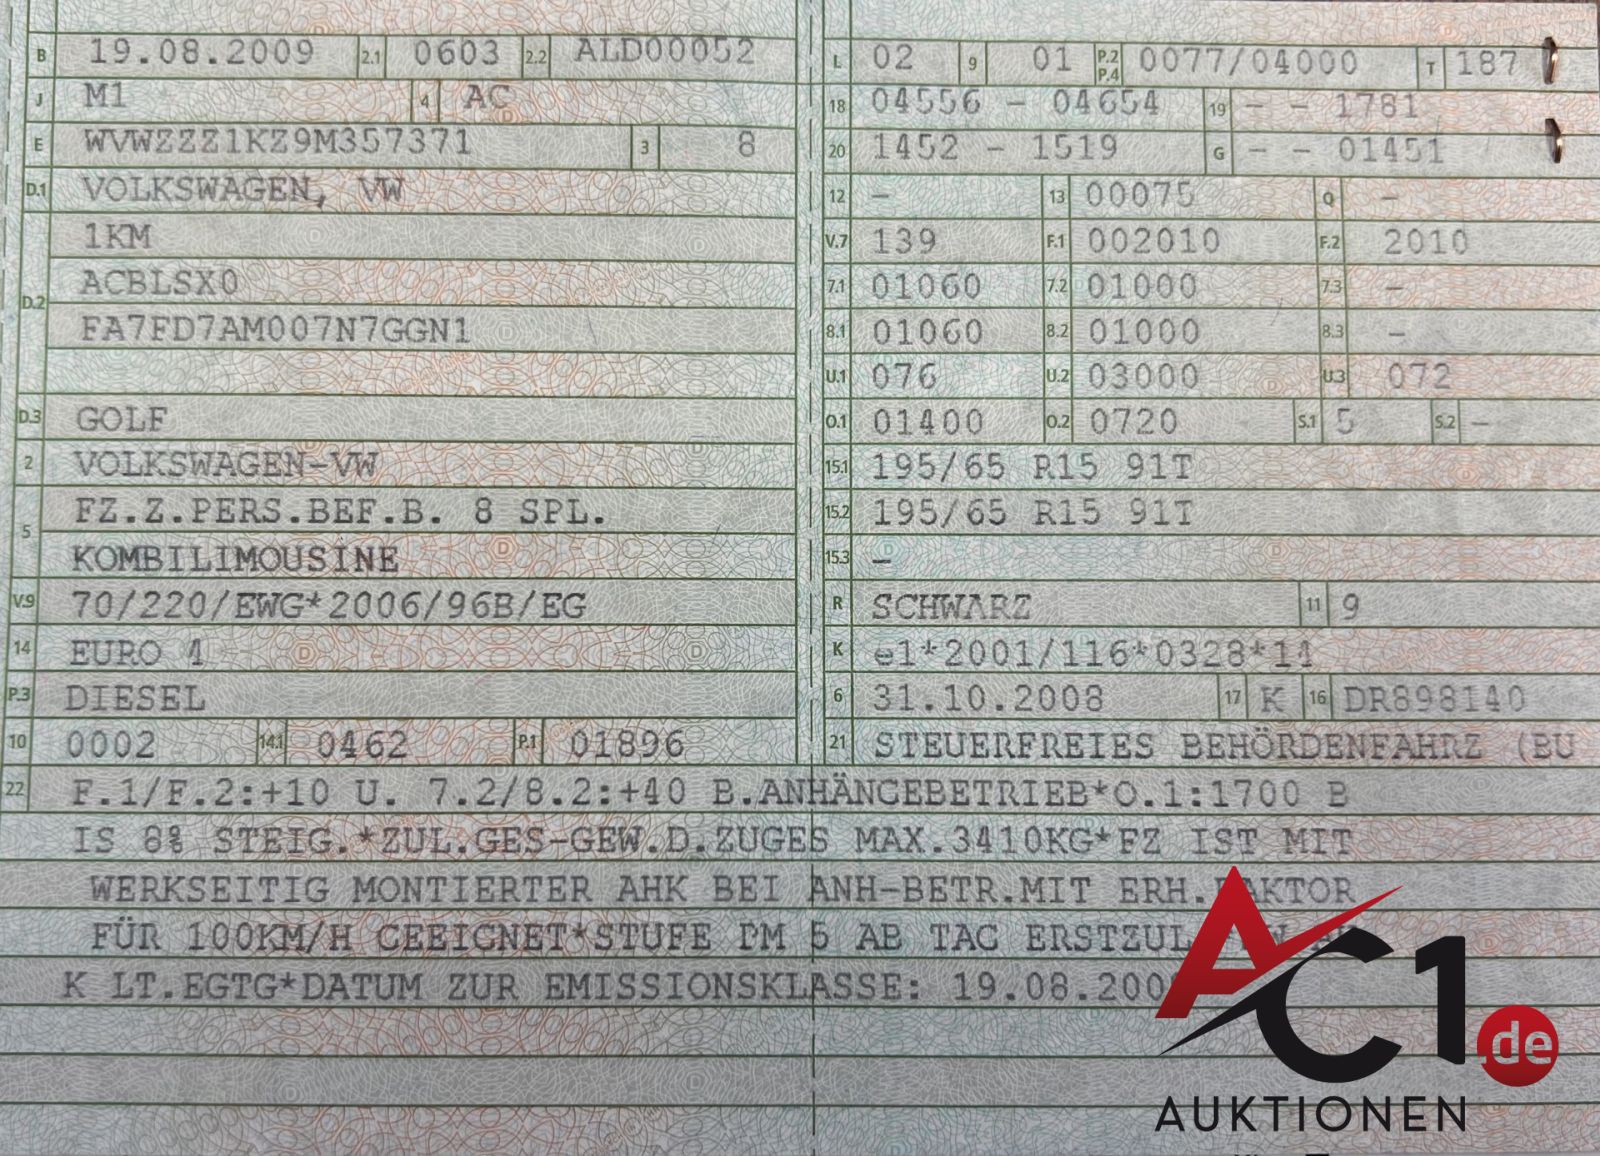 B 19.08.2009 2.1 0603 2.2 ALD00052
J M1 4 AC
E WVWZZZ1KZ9M357371 3 8
D.1 VOLKSWAGEN, VW
D.2 1KM
ACBLSX0
FA7FD7AM007N7GGN1
D.3 GOLF
2 VOLKSWAGEN-VW
5 FZ.Z.PERS.BEF.B. 8 SPL.
KOMBILIMOUSINE
V.9 70/220/EWG*2006/96B/EG
14 EURO 4
P.3 DIESEL
10 0002 14.1 0462 P.1 01896
L 02 9 01 P.2 P.4 0077/04000 T 187
18 04556 - 04654 19 - - 1781
20 1452 - 1519 G - - 01451
12 - 13 00075 Q -
V.7 139 F.1 002010 F.2 2010
7.1 01060 7.2 01000 7.3 -
8.1 01060 8.2 01000 8.3 -
U.1 076 U.2 03000 U.3 072
O.1 01400 O.2 0720 S.1 5 S.2 -
15.1 195/65 R15 91T
15.2 195/65 R15 91T
15.3 -
R SCHWARZ 11 9
K e1*2001/116*0328*14
6 31.10.2008 17 K 16 DR898140
21 STEUERFREIES BEHÖRDENFAHRZ (BU
22 F.1/F.2:+10 U. 7.2/8.2:+40 B.ANHÄNGEBETRIEB*O.1:1700 B
IS 8% STEIG.*ZUL.GES-GEW.D.ZUGES MAX.3410KG*FZ IST MIT
WERKSEITIG MONTIERTER AHK BEI ANH-BETR.MIT ERH.FAKTOR
FÜR 100KM/H GEEIGNET*STUFE PM 5 AB TAG ERSTZUL
K LT.EGTG*DATUM ZUR EMISSIONSKLASSE: 19.08.200
AC1.de
AUKTIONEN